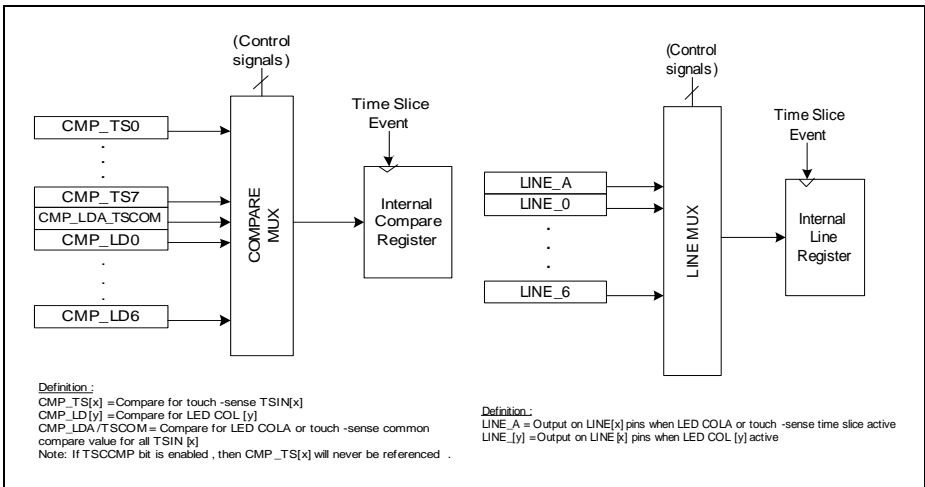 (Control
signals)
Time Slice
Event
CMP_TS0
.
.
.
CMP_TS7
CMP_LDA_TSCOM
CMP_LD0
.
.
.
CMP_LD6
COMPARE
MUX
Internal
Compare
Register
Definition :
CMP_TS[x] = Compare for touch -sense TSIN[x]
CMP_LD[y] = Compare for LED COL [y]
CMP_LDA /TSCOM = Compare for LED COLA or touch -sense common
compare value for all TSIN [x]
Note: If TSCCMP bit is enabled , then CMP_TS[x] will never be referenced .
(Control
signals)
Time Slice
Event
LINE_A
LINE_0
.
.
.
LINE_6
LINE MUX
Internal
Line
Register
Definition :
LINE_A = Output on LINE[x] pins when LED COLA or touch -sense time slice active
LINE_[y] = Output on LINE [x] pins when LED COL [y] active